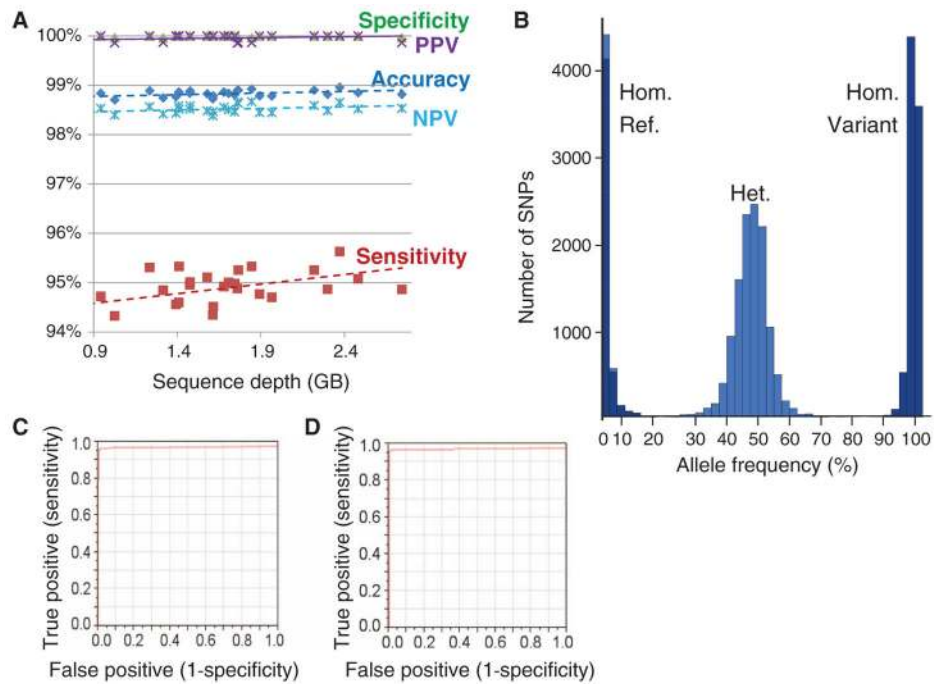 A
Specificity
100%
PPV
99%
Accuracy
NPV
98%
97%
96%
Sensitivity
95%
94%
0.9 1.4 1.9 2.4
Sequence depth (GB)
B
Number of SNPs
4000
3000
2000
1000
Hom.
Ref.
Het.
Hom.
Variant
0 10 20 30 40 50 60 70 80 90 100
Allele frequency (%)
C
True positive (sensitivity)
1.0
0.8
0.6
0.4
0.2
0.0
0.0 0.2 0.4 0.6 0.8 1.0
False positive (1-specificity)
D
True positive (sensitivity)
1.0
0.8
0.6
0.4
0.2
0.0
0.0 0.2 0.4 0.6 0.8 1.0
False positive (1-specificity)